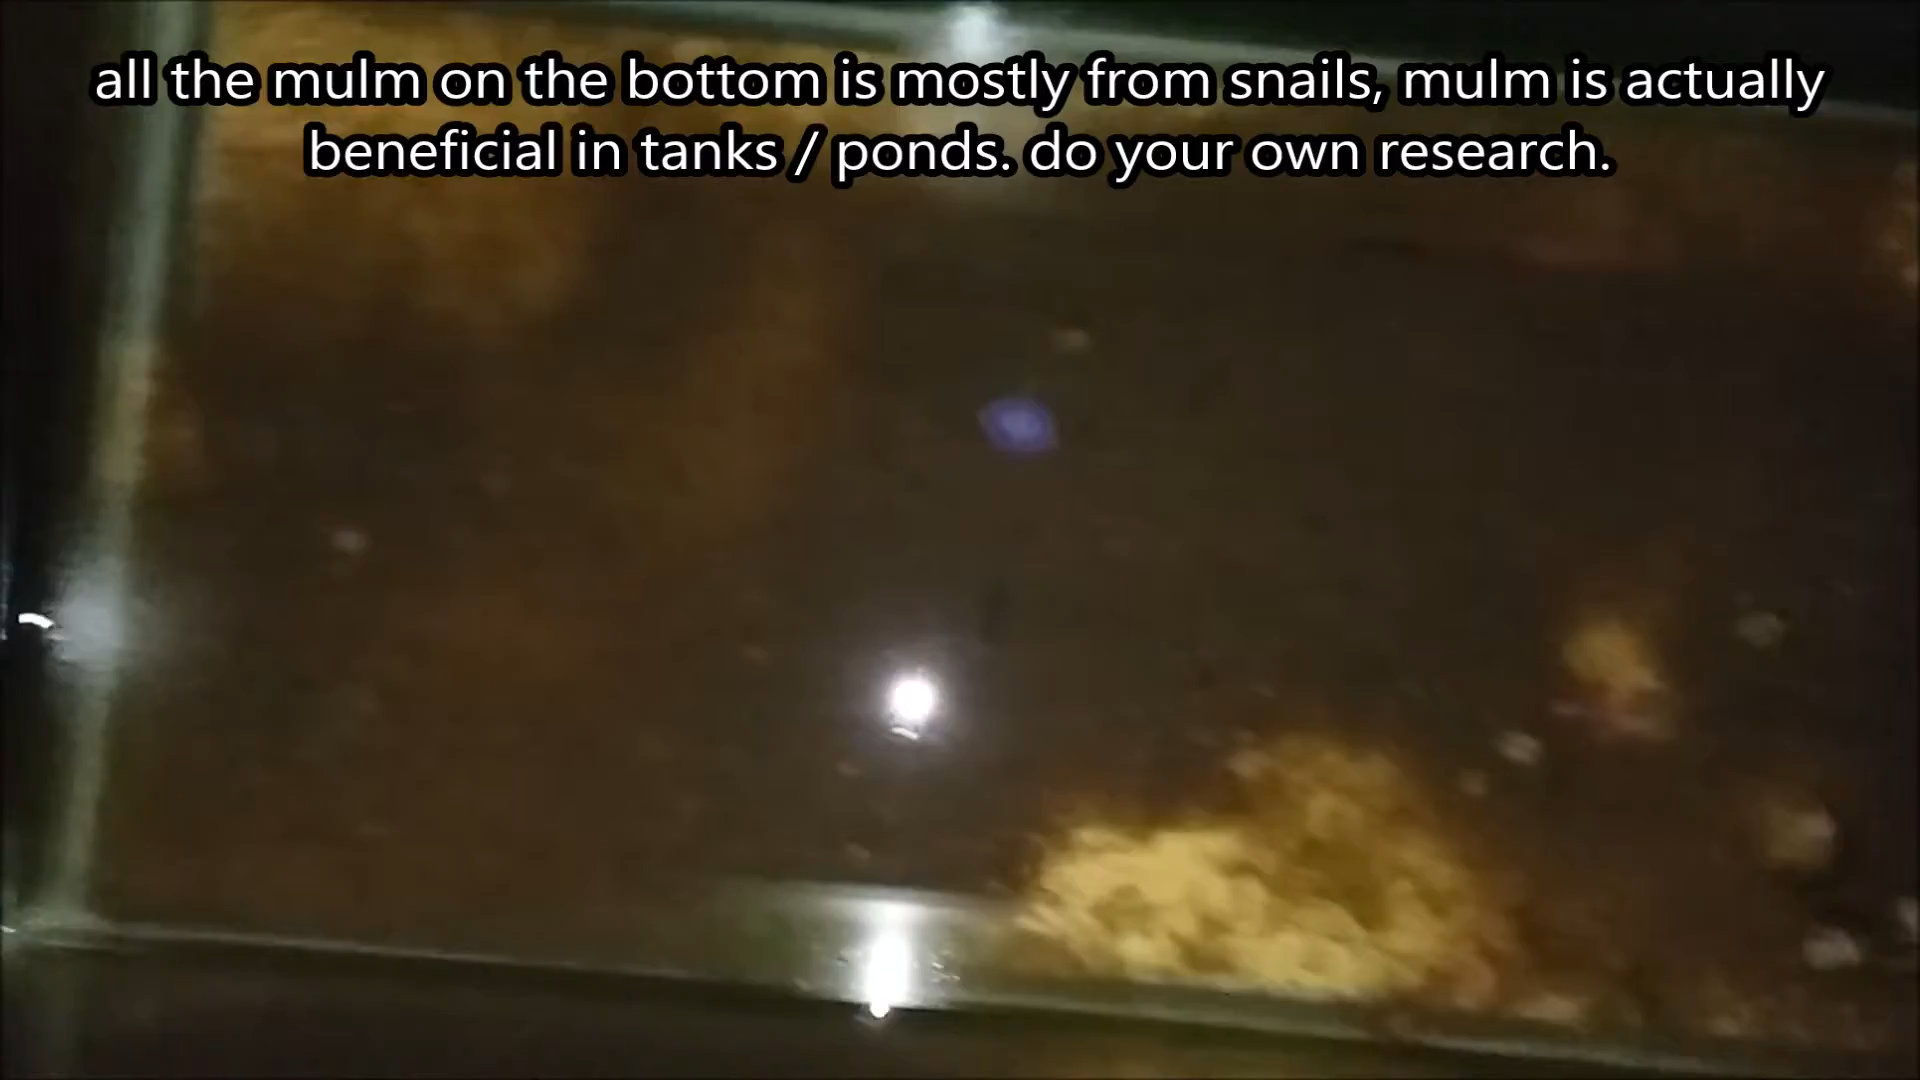 all the mulm on the bottom is mostly from snails, mulm is actually
beneficial in tanks / ponds. do your own research.